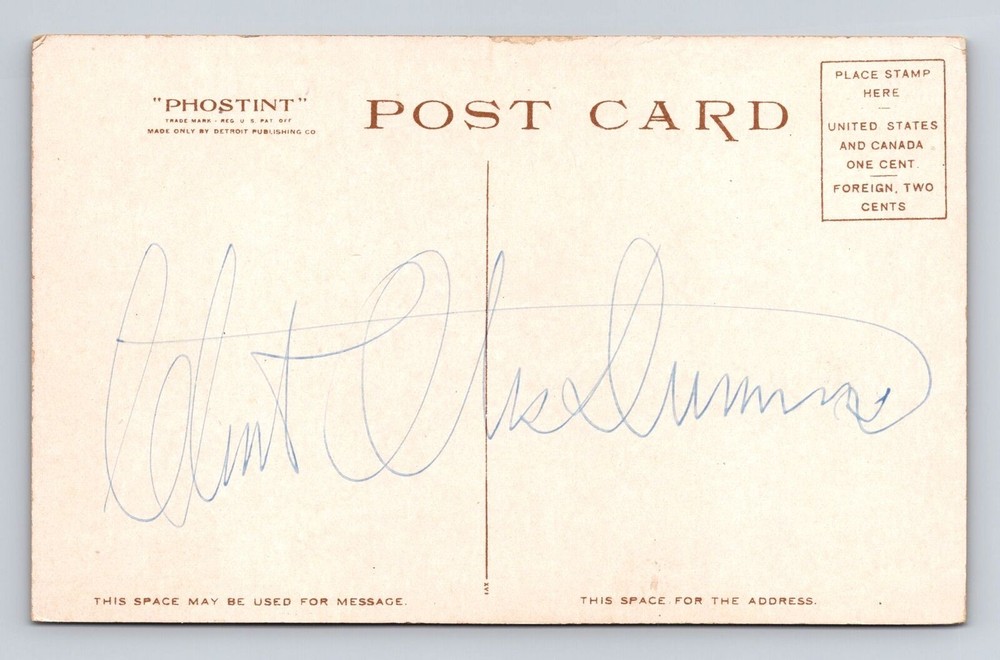 "PHOSTINT"
TRADE MARK - REG. U. S. PAT. OFF
MADE ONLY BY DETROIT PUBLISHING CO
POST CARD
PLACE STAMP
HERE
UNITED STATES
AND CANADA
ONE CENT.
FOREIGN, TWO
CENTS
THIS SPACE MAY BE USED FOR MESSAGE.
THIS SPACE FOR THE ADDRESS.